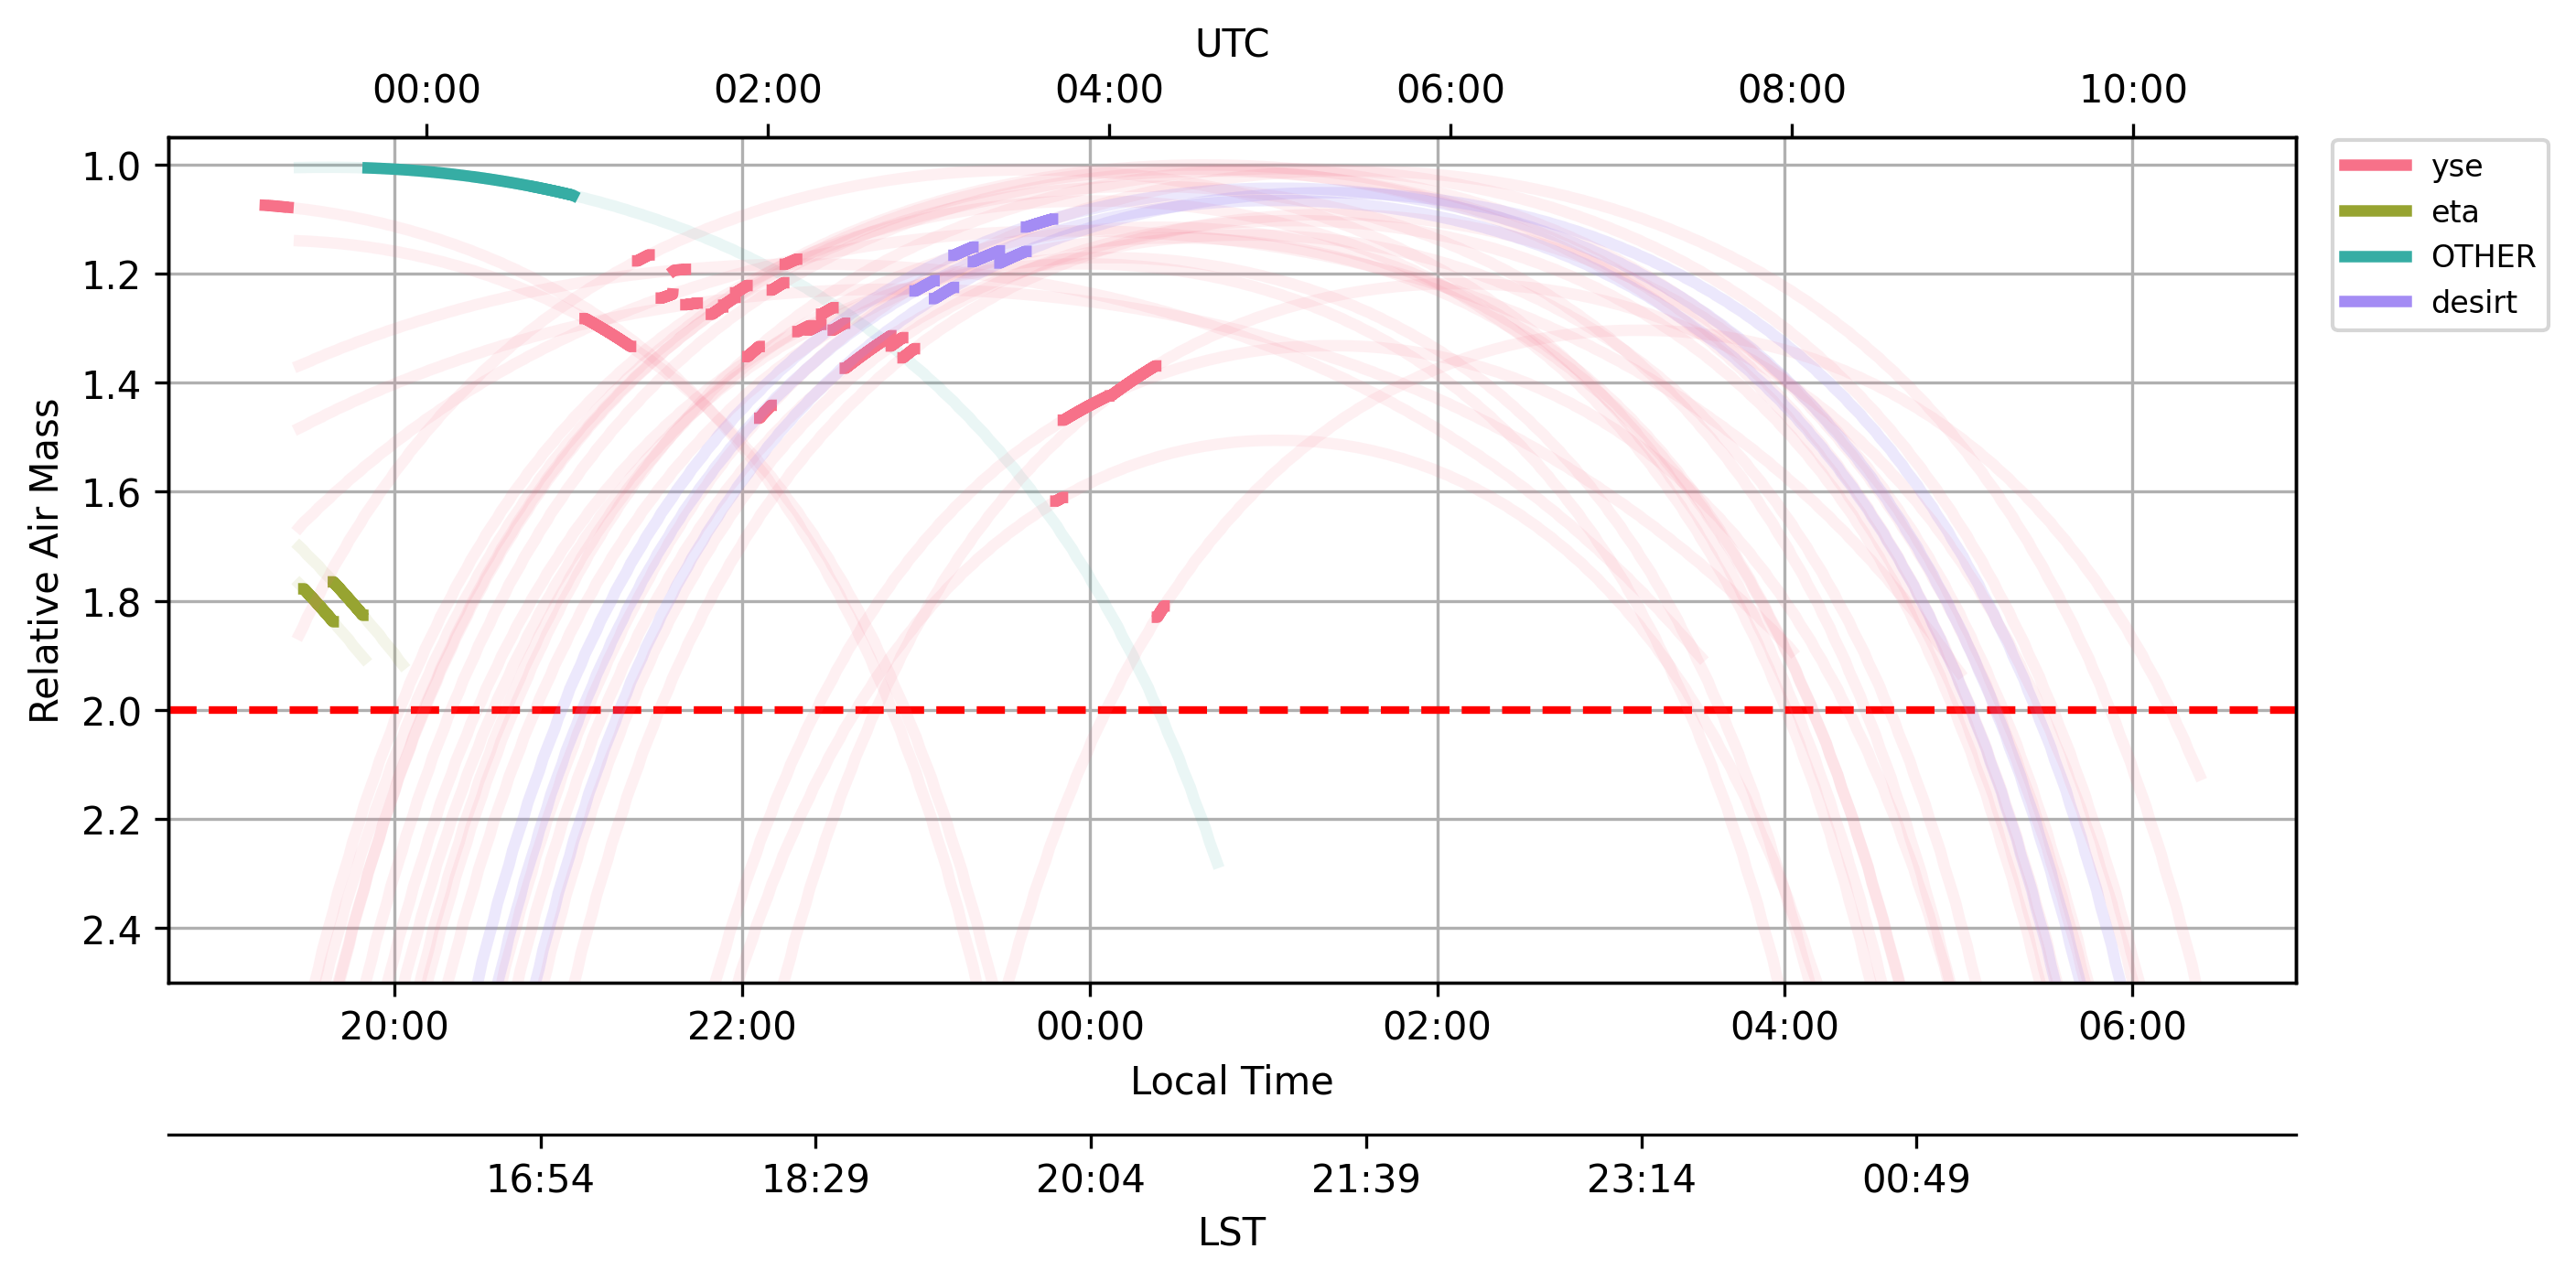 UTC
00:00 02:00 04:00 06:00 08:00 10:00
Relative Air Mass
1.0
1.2
1.4
1.6
1.8
2.0
2.2
2.4
yse
eta
OTHER
desirt
20:00 22:00 00:00 02:00 04:00 06:00
Local Time
16:54 18:29 20:04 21:39 23:14 00:49
LST